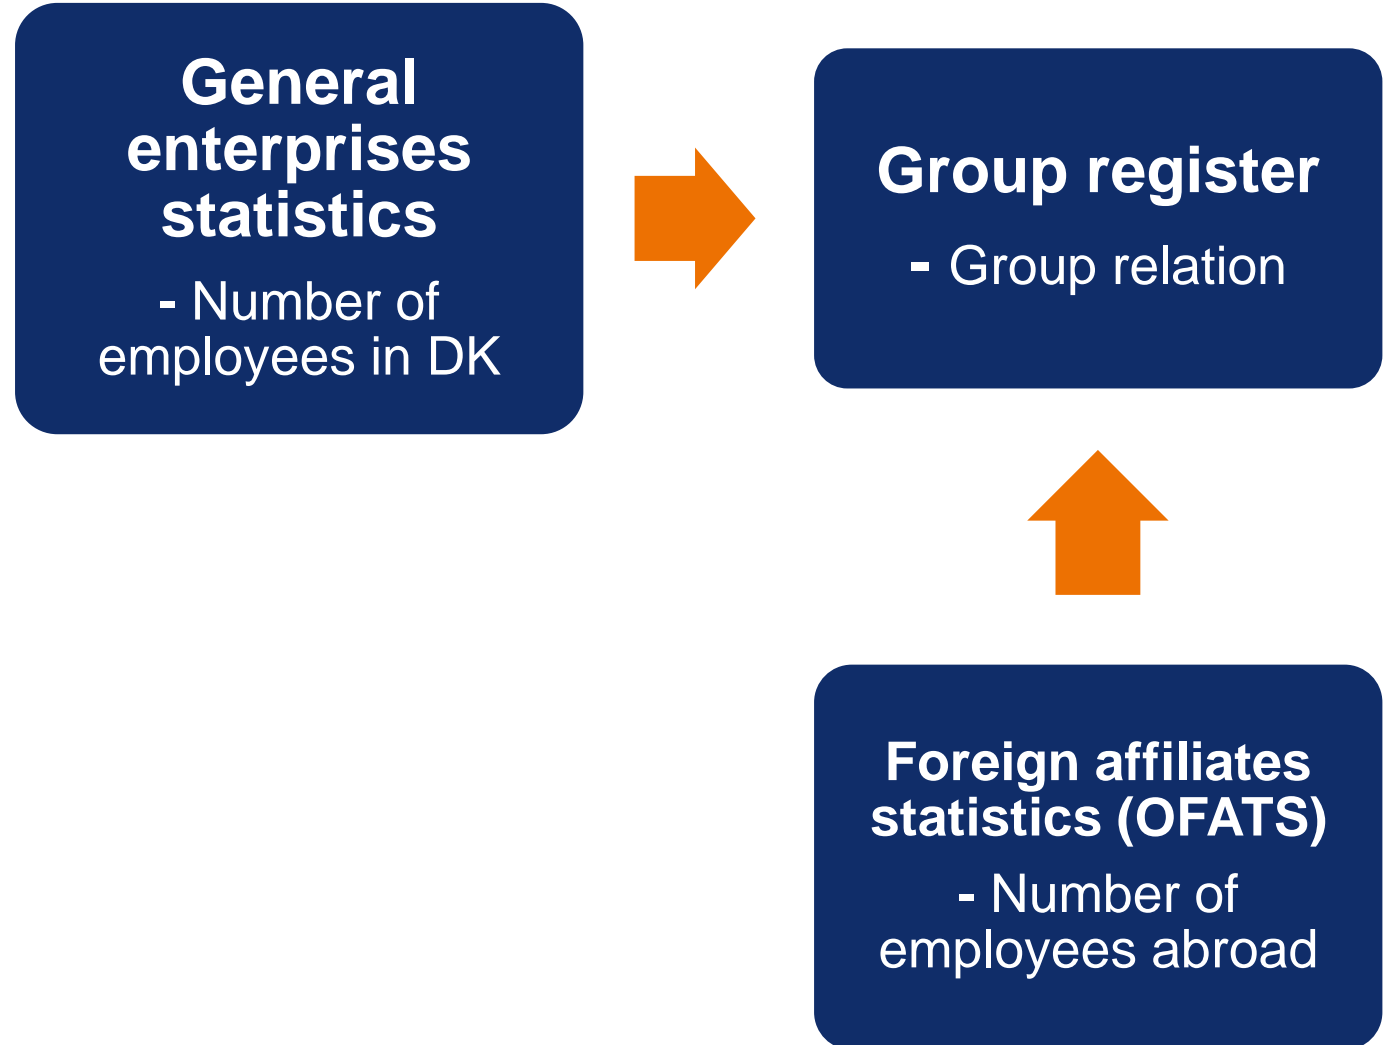 General
enterprises
statistics
- Number of
employees in DK
Group register
- Group relation
Foreign affiliates
statistics (OFATS)
- Number of
employees abroad